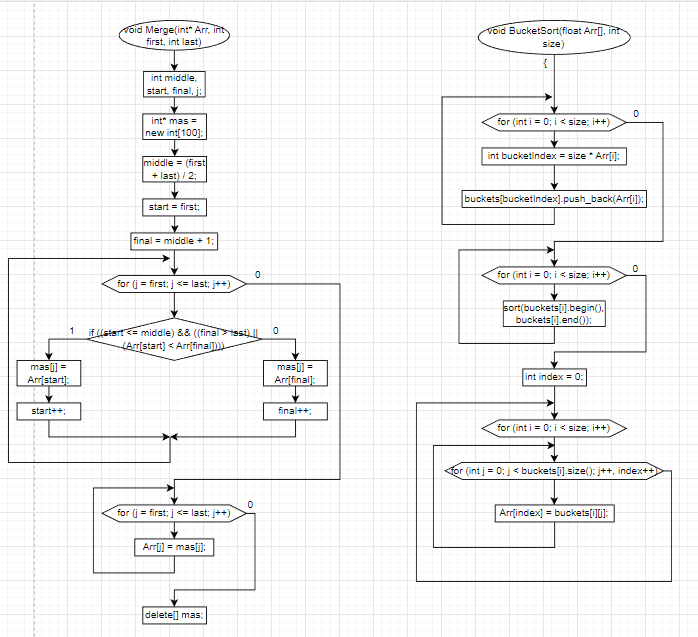 void Merge(int* Arr, int
first, int last)
int middle,
start, final, j;
int* mas =
new int[100];
middle = (first
+ last) / 2;
start = first;
final = middle + 1;
for (j = first; j <= last; j++)
0
if ((start <= middle) && ((final > last) ||
(Arr[start] < Arr[final])))
1
0
mas[j] =
Arr[start];
start++;
mas[j] =
Arr[final];
final++;
for (j = first; j <= last; j++)
0
Arr[j] = mas[j];
delete[] mas;
void BucketSort(float Arr[], int
size)
{
for (int i = 0; i < size; i++)
0
int bucketIndex = size * Arr[i];
buckets[bucketIndex].push_back(Arr[i]);
for (int i = 0; i < size; i++)
0
sort(buckets[i].begin(),
buckets[i].end());
int index = 0;
for (int i = 0; i < size; i++)
for (int j = 0; j < buckets[i].size(); j++, index++)
Arr[index] = buckets[i][j];